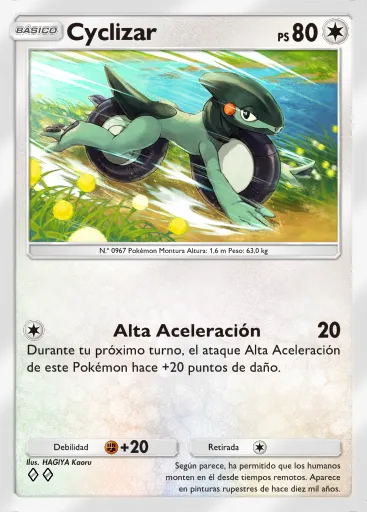 BÁSICO Cyclizar PS 80
N.° 0967 Pokémon Montura Altura: 1,6 m Peso: 63,0 kg
Alta Aceleración 20
Durante tu próximo turno, el ataque Alta Aceleración
de este Pokémon hace +20 puntos de daño.
Debilidad +20 Retirada
Ilus. HAGIYA Kaoru
Según parece, ha permitido que los humanos
monten en él desde tiempos remotos. Aparece
en pinturas rupestres de hace diez mil años.